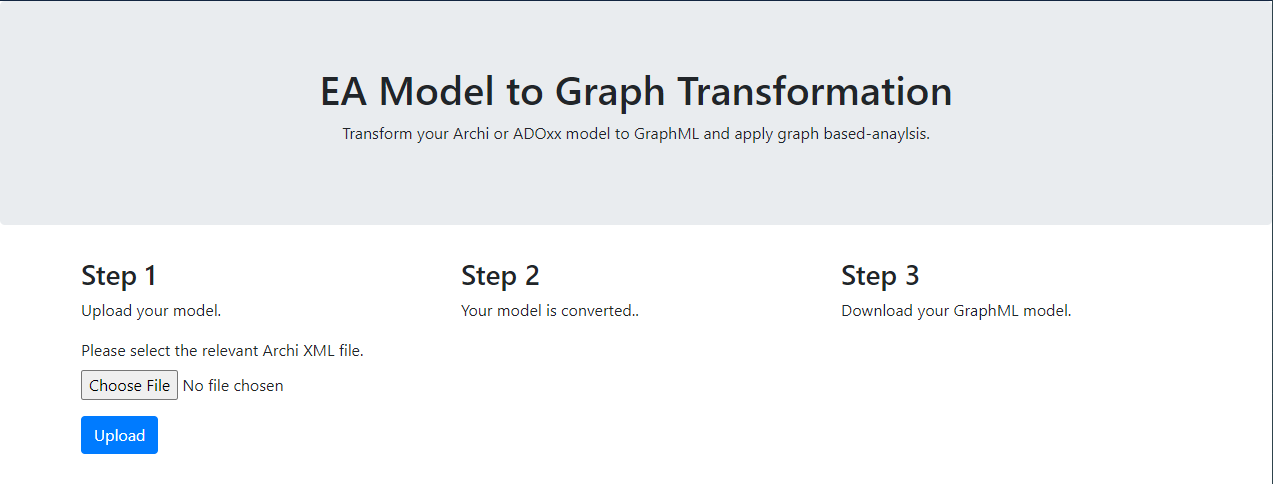 EA Model to Graph Transformation
Transform your Archi or ADOxx model to GraphML and apply graph based-anaylsis.
Step 1
Upload your model.
Please select the relevant Archi XML file.
Choose File No file chosen
Upload
Step 2
Your model is converted..
Step 3
Download your GraphML model.